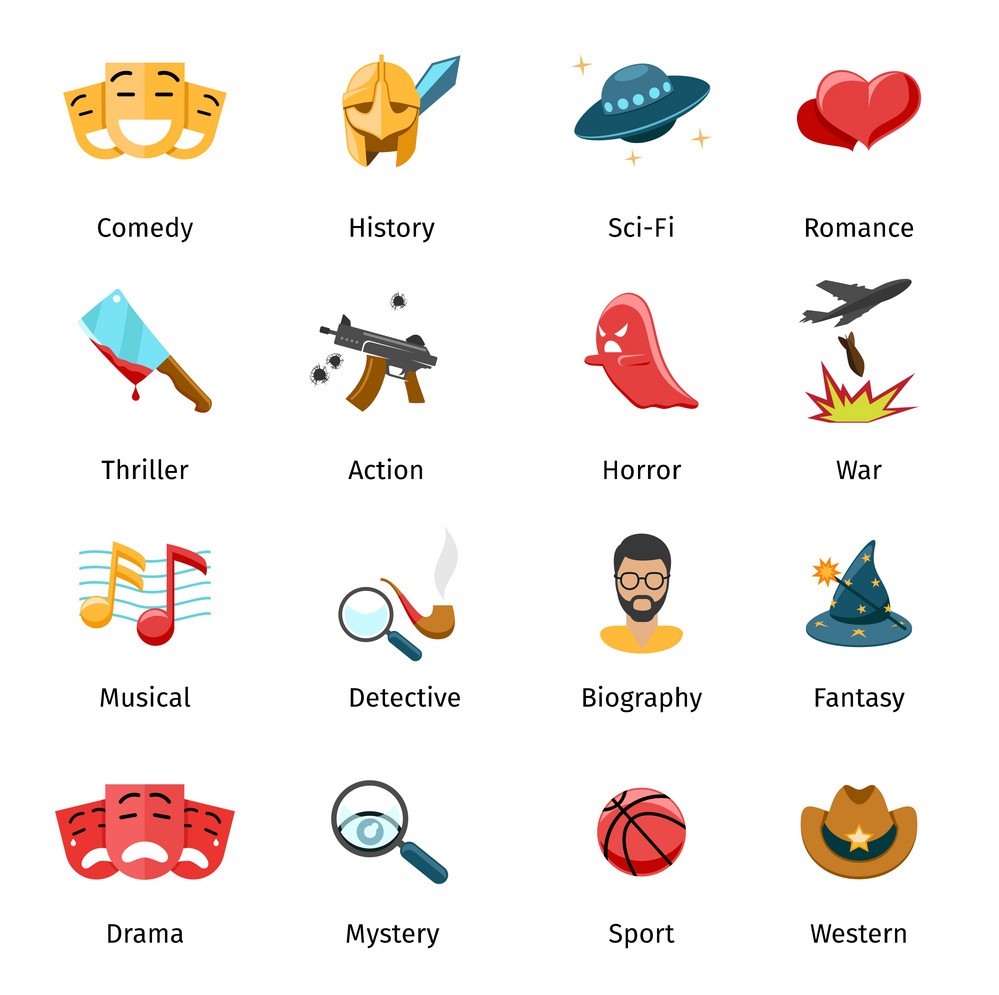 Comedy
History
Sci-Fi
Romance
Thriller
Action
Horror
War
Musical
Detective
Biography
Fantasy
Drama
Mystery
Sport
Western